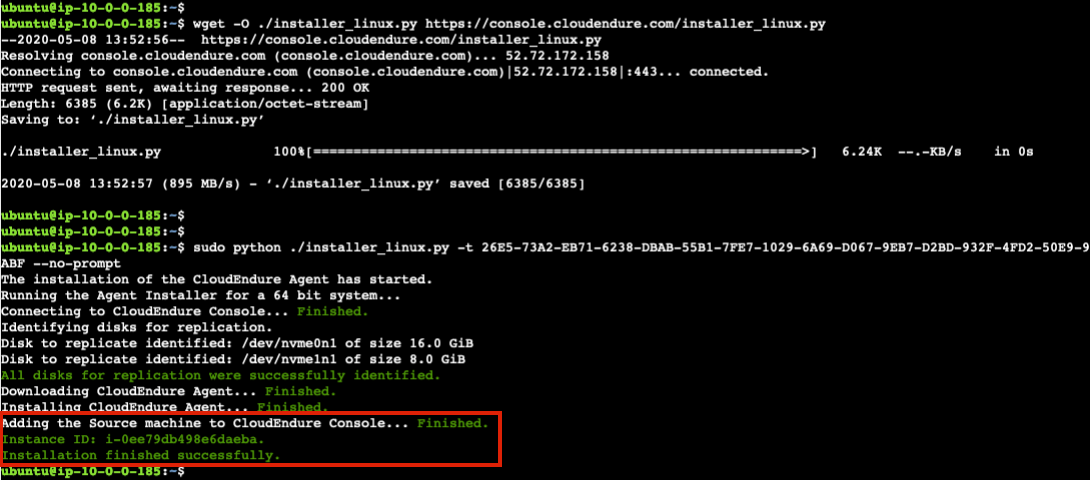 ubuntu@ip-10-0-0-185:~$
ubuntu@ip-10-0-0-185:~$ wget -O ./installer_linux.py https://console.cloudendure.com/installer_linux.py
--2020-05-08 13:52:56--  https://console.cloudendure.com/installer_linux.py
Resolving console.cloudendure.com (console.cloudendure.com)... 52.72.172.158
Connecting to console.cloudendure.com (console.cloudendure.com)|52.72.172.158|:443... connected.
HTTP request sent, awaiting response... 200 OK
Length: 6385 (6.2K) [application/octet-stream]
Saving to: ‘./installer_linux.py’
./installer_linux.py 100%[=============================================================>] 6.24K --.-KB/s in 0s
2020-05-08 13:52:57 (895 MB/s) - ‘./installer_linux.py’ saved [6385/6385]
ubuntu@ip-10-0-0-185:~$
ubuntu@ip-10-0-0-185:~$
ubuntu@ip-10-0-0-185:~$ sudo python ./installer_linux.py -t 26E5-73A2-EB71-6238-DBAB-55B1-7FE7-1029-6A69-D067-9EB7-D2BD-932F-4FD2-50E9-9
ABF --no-prompt
The installation of the CloudEndure Agent has started.
Running the Agent Installer for a 64 bit system...
Connecting to CloudEndure Console... Finished.
Identifying disks for replication.
Disk to replicate identified: /dev/nvme0n1 of size 16.0 GiB
Disk to replicate identified: /dev/nvme1n1 of size 8.0 GiB
All disks for replication were successfully identified.
Downloading CloudEndure Agent... Finished.
Installing CloudEndure Agent... Finished.
Adding the Source machine to CloudEndure Console... Finished.
Instance ID: i-0ee79db498e6daeba.
Installation finished successfully.
ubuntu@ip-10-0-0-185:~$